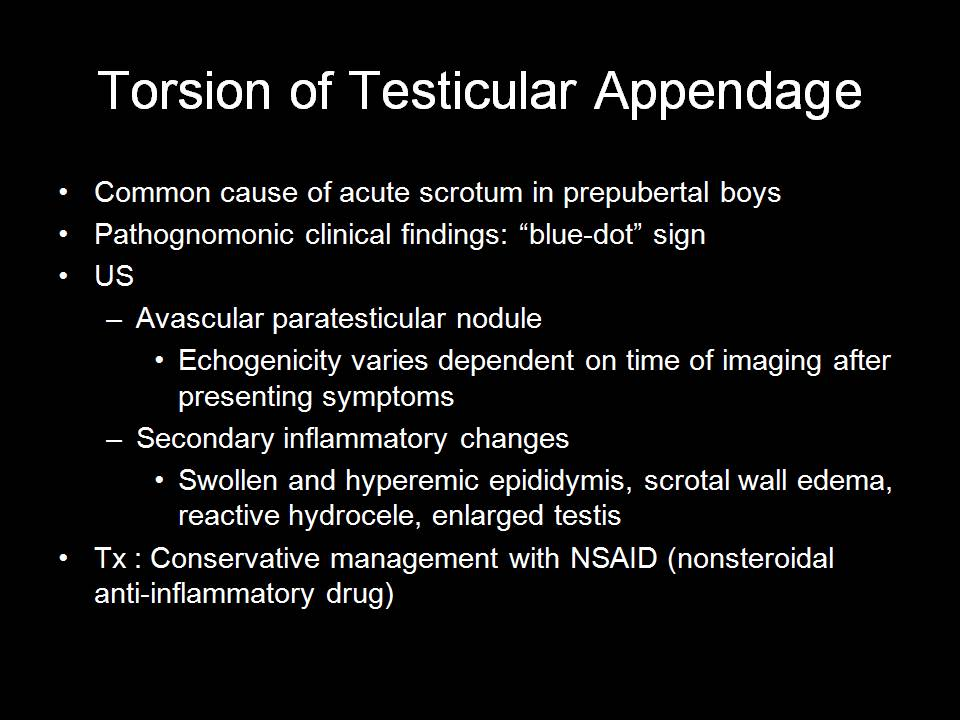 Torsion of Testicular Appendage
• Common cause of acute scrotum in prepubertal boys
• Pathognomonic clinical findings: “blue-dot” sign
• US
– Avascular paratesticular nodule
• Echogenicity varies dependent on time of imaging after
presenting symptoms
– Secondary inflammatory changes
• Swollen and hyperemic epididymis, scrotal wall edema,
reactive hydrocele, enlarged testis
• Tx : Conservative management with NSAID (nonsteroidal
anti-inflammatory drug)